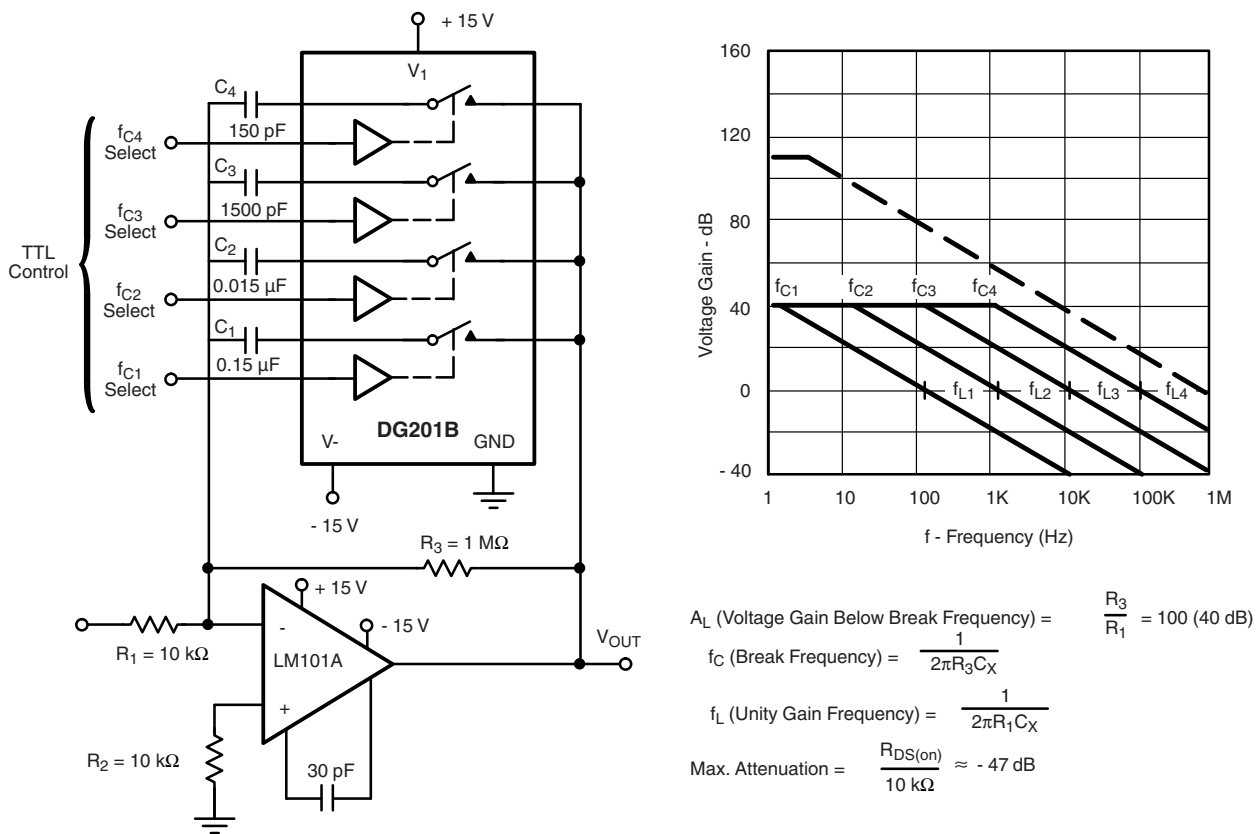 + 15 V
V1
C4
150 pF
fC4
Select
C3
1500 pF
fC3
Select
TTL
Control
C2
0.015 µF
fC2
Select
C1
0.15 µF
fC1
Select
V-
DG201B
GND
- 15 V
R3 = 1 MΩ
+ 15 V
- 15 V
VOUT
R1 = 10 kΩ
-
LM101A
+
R2 = 10 kΩ
30 pF
160
120
80
40
0
- 40
Voltage Gain - dB
fC1 fC2 fC3 fC4
fL1 fL2 fL3 fL4
1 10 100 1K 10K 100K 1M
f - Frequency (Hz)
AL (Voltage Gain Below Break Frequency) = R3 / R1 = 100 (40 dB)
fC (Break Frequency) = 1 / 2πR3CX
fL (Unity Gain Frequency) = 1 / 2πR1CX
Max. Attenuation = RDS(on) / 10 kΩ ≈ - 47 dB